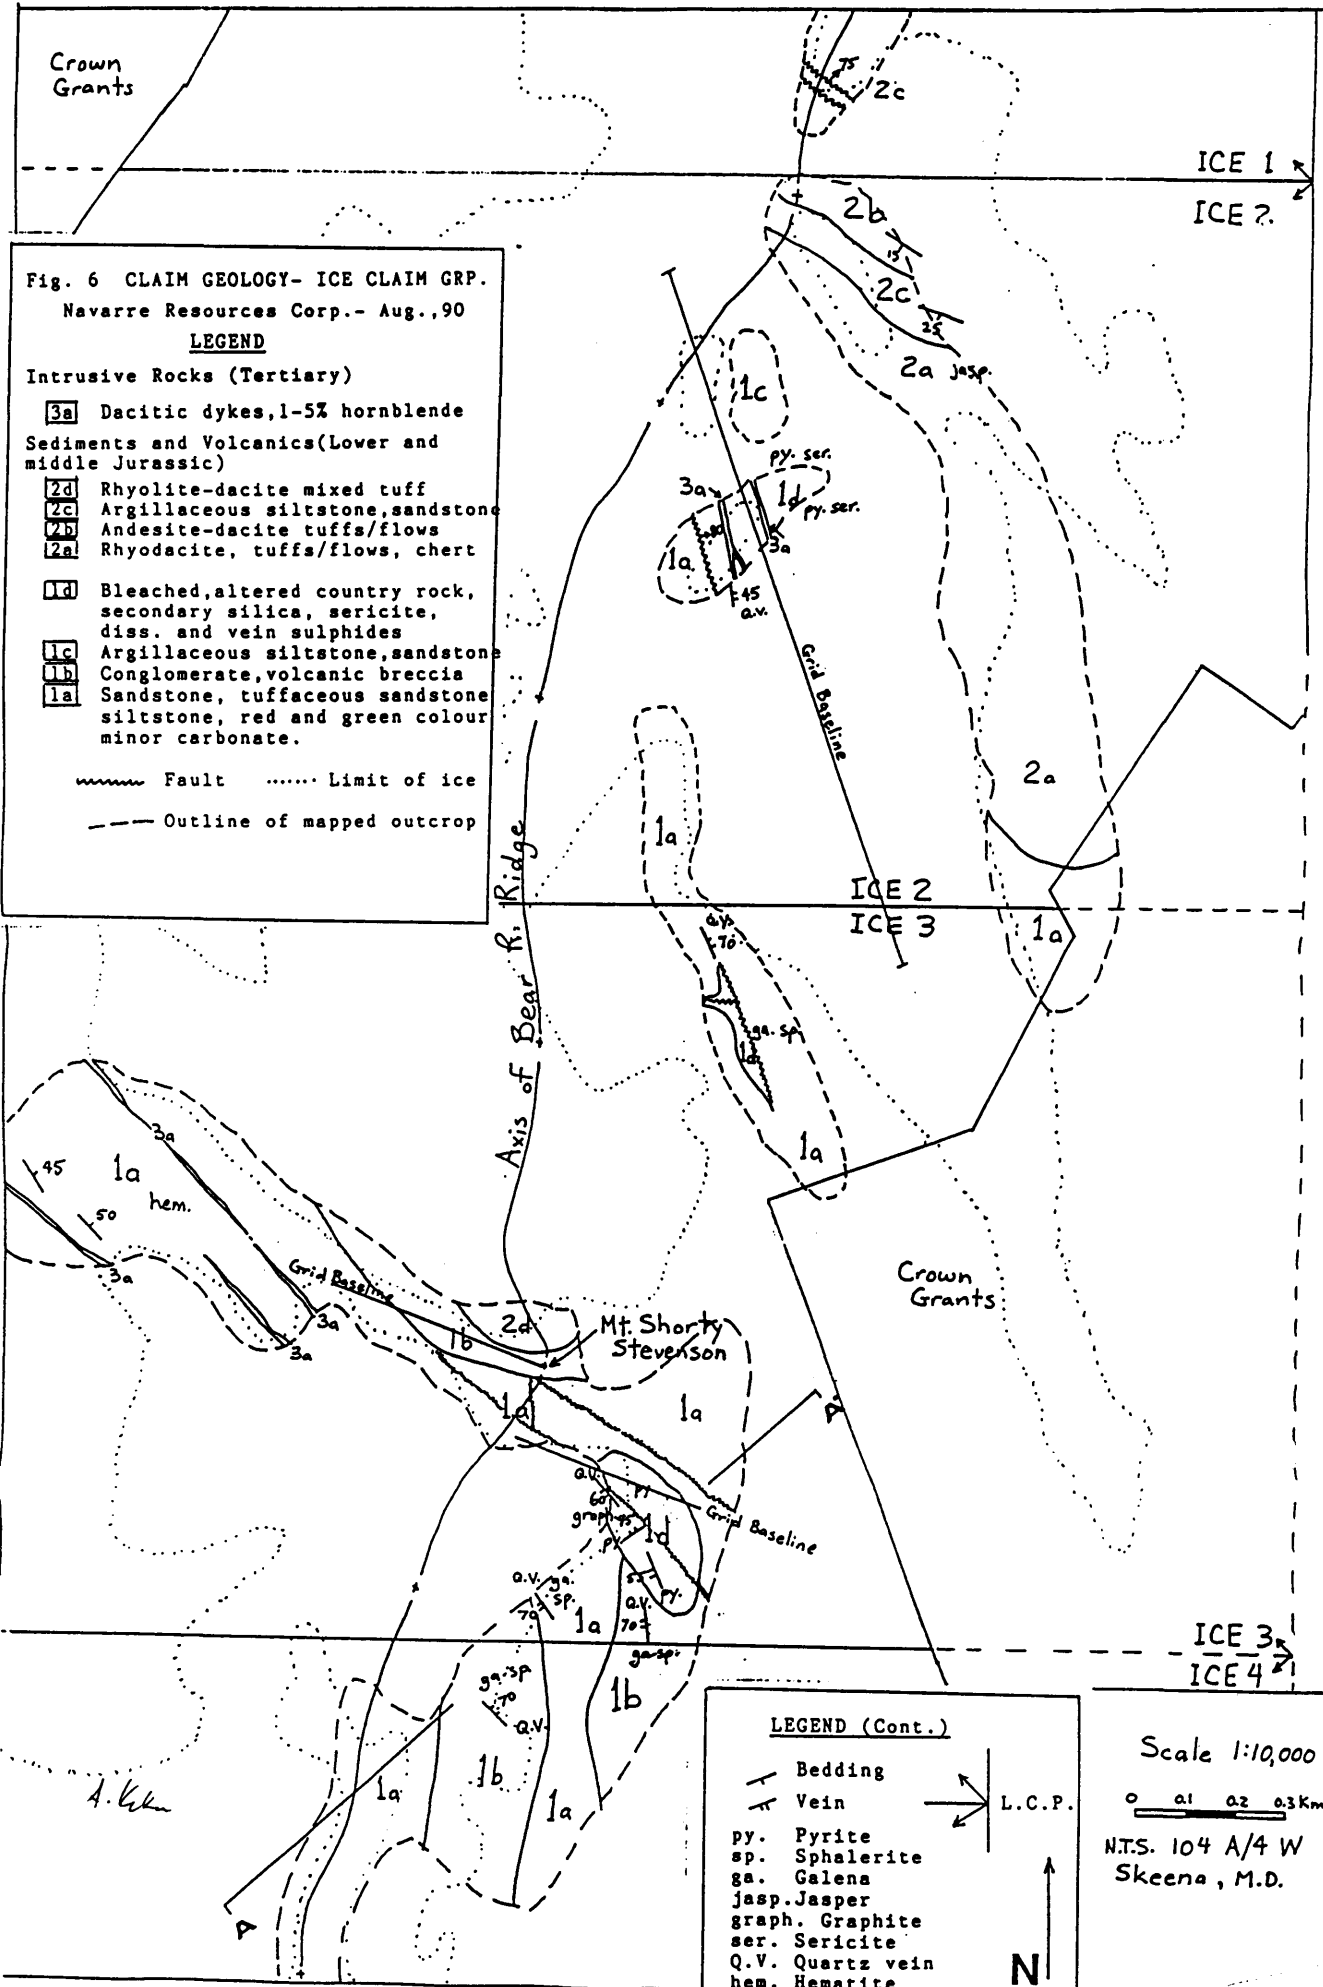 Crown
Grants
75
2c
ICE 1
ICE 2.
2b
15
2c
25
2a jasp.
Fig. 6 CLAIM GEOLOGY- ICE CLAIM GRP.
Navarre Resources Corp.- Aug.,90
LEGEND
Intrusive Rocks (Tertiary)
3a Dacitic dykes,1-5% hornblende
Sediments and Volcanics(Lower and
middle Jurassic)
2d Rhyolite-dacite mixed tuff
2c Argillaceous siltstone,sandstone
2b Andesite-dacite tuffs/flows
2a Rhyodacite, tuffs/flows, chert
1d Bleached,altered country rock,
secondary silica, sericite,
diss. and vein sulphides
1c Argillaceous siltstone,sandstone
1b Conglomerate,volcanic breccia
1a Sandstone, tuffaceous sandstone
siltstone, red and green colour
minor carbonate.
Fault Limit of ice
Outline of mapped outcrop
1c
py. ser.
3a
1d
py. ser.
3a
1a
45
Q.V.
Grid Baseline
2a
1a
Axis of Bear R. Ridge
ICE 2
ICE 3
1a
70
ga. sp.
1a
3a
1a
45
hem.
50
3a
3a
3a
Grid Baseline
2d
1b
Mt. Shorty
Stevenson
Crown
Grants
1a
1a
A'
Q.V.
py
60
graph
45
1d
py
Grid Baseline
55
py.
Q.V.
ga.
sp.
70
1a
Q.V.
70
ga sp.
ICE 3
ICE 4
ga. sp
70
Q.V.
1b
1b
1a
1a
A
LEGEND (Cont.)
Bedding
Vein
L.C.P.
py. Pyrite
sp. Sphalerite
ga. Galena
jasp.Jasper
graph. Graphite
ser. Sericite
Q.V. Quartz vein
hem. Hematite
N
Scale 1:10,000
0 0.1 0.2 0.3 Km
N.T.S. 104 A/4 W
Skeena, M.D.